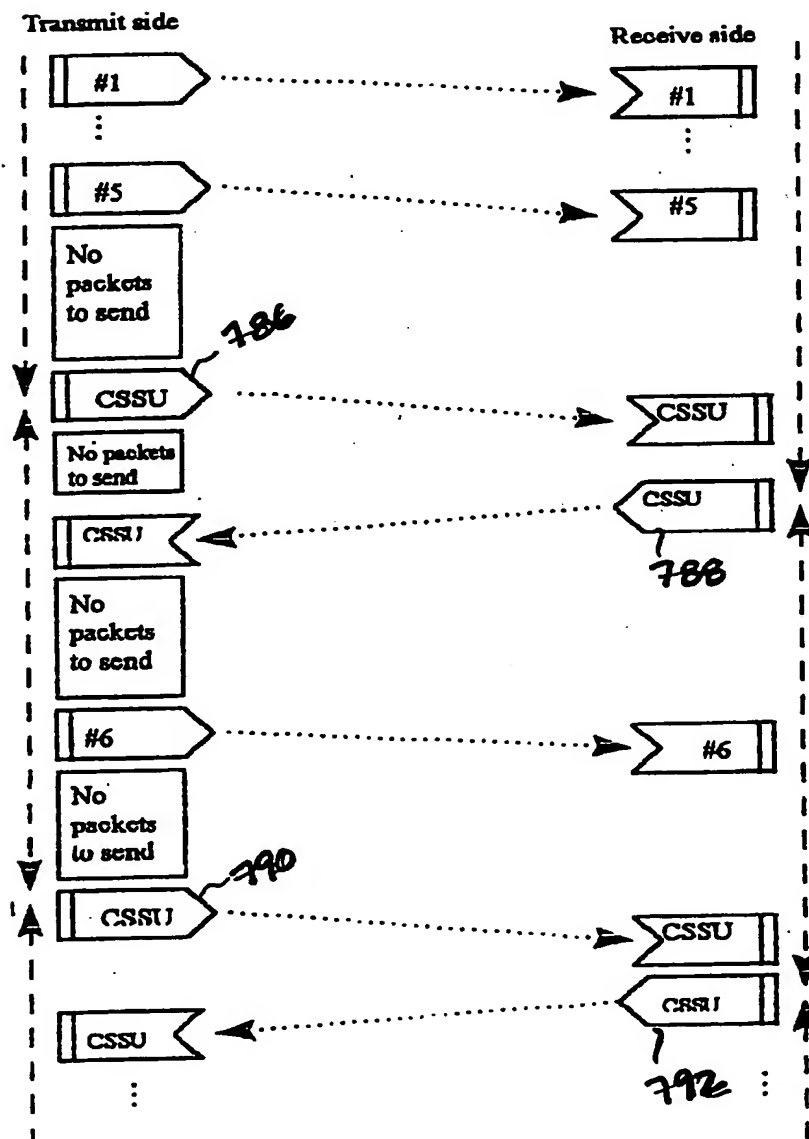 Transmit side
Receive side
#1
#1
#5
#5
No
packets
to send
786
CSSU
CSSU
No packets
to send
CSSU
CSSU
788
No
packets
to send
#6
#6
No
packets
to send
790
CSSU
CSSU
CSSU
CSSU
792